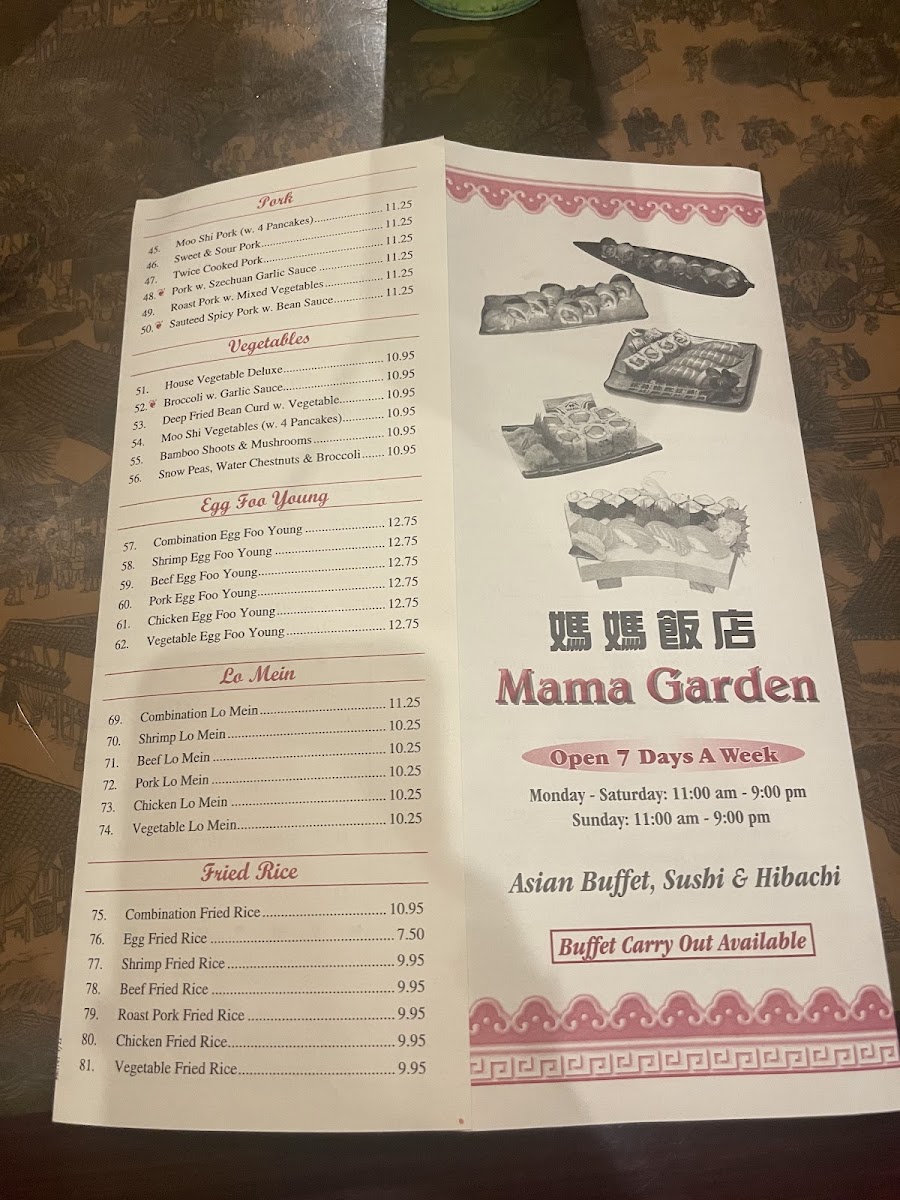 Pork
45. Moo Shi Pork (w. 4 Pancakes) 11.25
46. Sweet & Sour Pork 11.25
47. Twice Cooked Pork 11.25
48. Pork w. Szechuan Garlic Sauce 11.25
49. Roast Pork w. Mixed Vegetables 11.25
50. Sauteed Spicy Pork w. Bean Sauce 11.25
Vegetables
51. House Vegetable Deluxe 10.95
52. Broccoli w. Garlic Sauce 10.95
53. Deep Fried Bean Curd w. Vegetable 10.95
54. Moo Shi Vegetables (w. 4 Pancakes) 10.95
55. Bamboo Shoots & Mushrooms 10.95
56. Snow Peas, Water Chestnuts & Broccoli 10.95
Egg Foo Young
57. Combination Egg Foo Young 12.75
58. Shrimp Egg Foo Young 12.75
59. Beef Egg Foo Young 12.75
60. Pork Egg Foo Young 12.75
61. Chicken Egg Foo Young 12.75
62. Vegetable Egg Foo Young 12.75
Lo Mein
69. Combination Lo Mein 11.25
70. Shrimp Lo Mein 10.25
71. Beef Lo Mein 10.25
72. Pork Lo Mein 10.25
73. Chicken Lo Mein 10.25
74. Vegetable Lo Mein 10.25
Fried Rice
75. Combination Fried Rice 10.95
76. Egg Fried Rice 7.50
77. Shrimp Fried Rice 9.95
78. Beef Fried Rice 9.95
79. Roast Pork Fried Rice 9.95
80. Chicken Fried Rice 9.95
81. Vegetable Fried Rice 9.95
媽媽飯店
Mama Garden
Open 7 Days A Week
Monday - Saturday: 11:00 am - 9:00 pm
Sunday: 11:00 am - 9:00 pm
Asian Buffet, Sushi & Hibachi
Buffet Carry Out Available